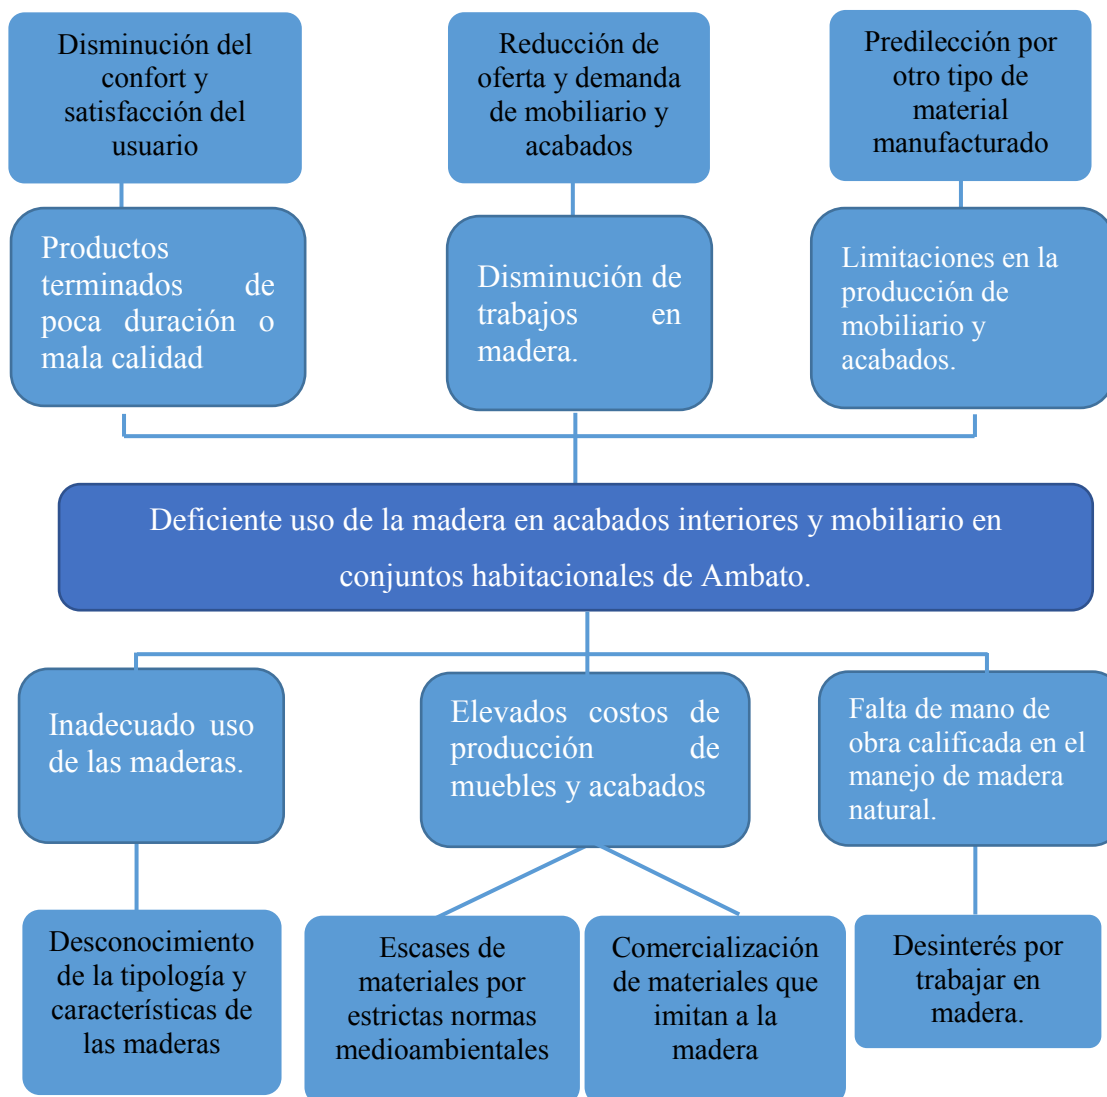 Disminución del
confort y
satisfacción del
usuario
Reducción de
oferta y demanda
de mobiliario y
acabados
Predilección por
otro tipo de
material
manufacturado
Productos
terminados de
poca duración o
mala calidad
Disminución de
trabajos en
madera.
Limitaciones en la
producción de
mobiliario y
acabados.
Deficiente uso de la madera en acabados interiores y mobiliario en
conjuntos habitacionales de Ambato.
Inadecuado uso
de las maderas.
Elevados costos de
producción de
muebles y acabados
Falta de mano de
obra calificada en el
manejo de madera
natural.
Desconocimiento
de la tipología y
características de
las maderas
Escases de
materiales por
estrictas normas
medioambientales
Comercialización
de materiales que
imitan a la
madera
Desinterés por
trabajar en
madera.